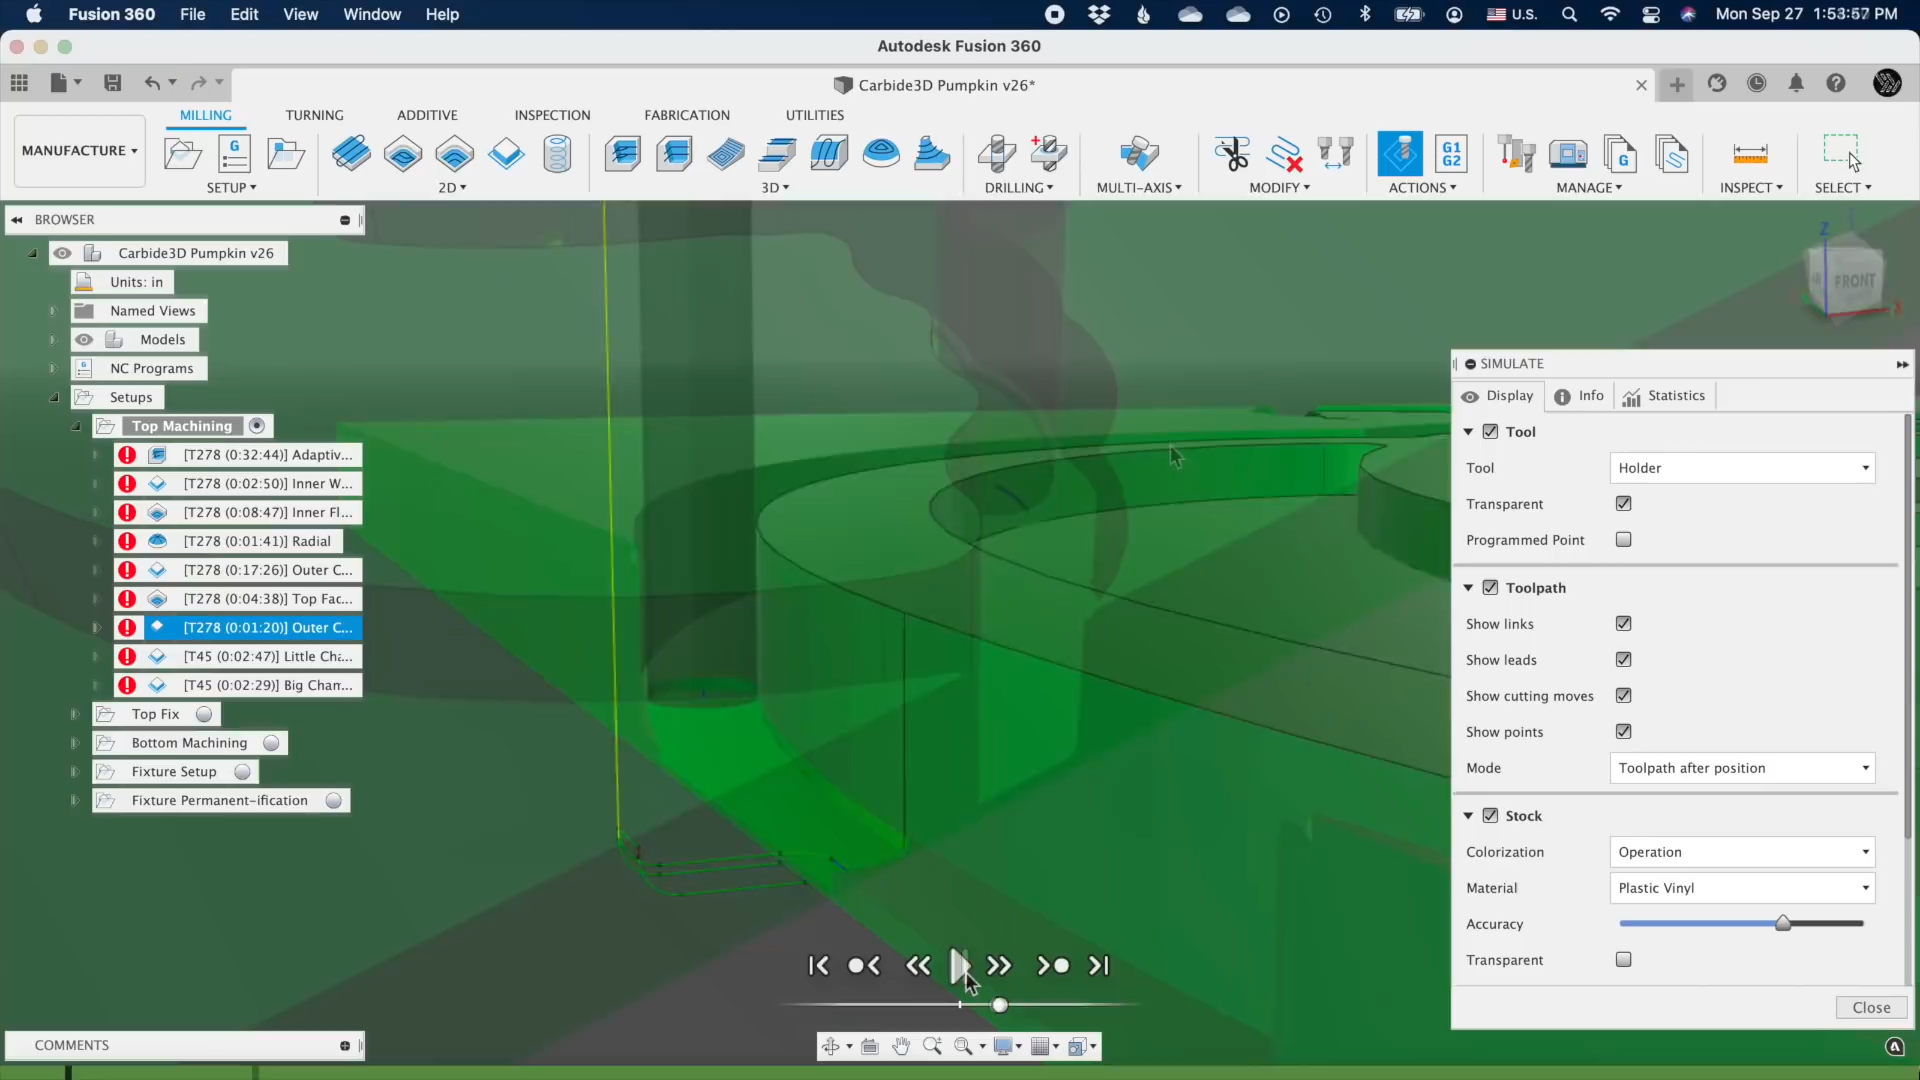 Fusion 360 File Edit View Window Help U.S. Mon Sep 27 1:53:57 PM
Autodesk Fusion 360
Carbide3D Pumpkin v26*
MILLING TURNING ADDITIVE INSPECTION FABRICATION UTILITIES
MANUFACTURE
G G1 G2 G
SETUP 2D 3D DRILLING MULTI-AXIS MODIFY ACTIONS MANAGE INSPECT SELECT
BROWSER
Carbide3D Pumpkin v26
Units: in
Named Views
Models
NC Programs
Setups
Top Machining
[T278 (0:32:44)] Adaptiv...
[T278 (0:02:50)] Inner W...
[T278 (0:08:47)] Inner Fl...
[T278 (0:01:41)] Radial
[T278 (0:17:26)] Outer C...
[T278 (0:04:38)] Top Fac...
[T278 (0:01:20)] Outer C...
[T45 (0:02:47)] Little Cha...
[T45 (0:02:29)] Big Cham...
Top Fix
Bottom Machining
Fixture Setup
Fixture Permanent-ification
COMMENTS
Z
FRONT
X
SIMULATE
Display Info Statistics
Tool
Tool Holder
Transparent
Programmed Point
Toolpath
Show links
Show leads
Show cutting moves
Show points
Mode Toolpath after position
Stock
Colorization Operation
Material Plastic Vinyl
Accuracy
Transparent
Close